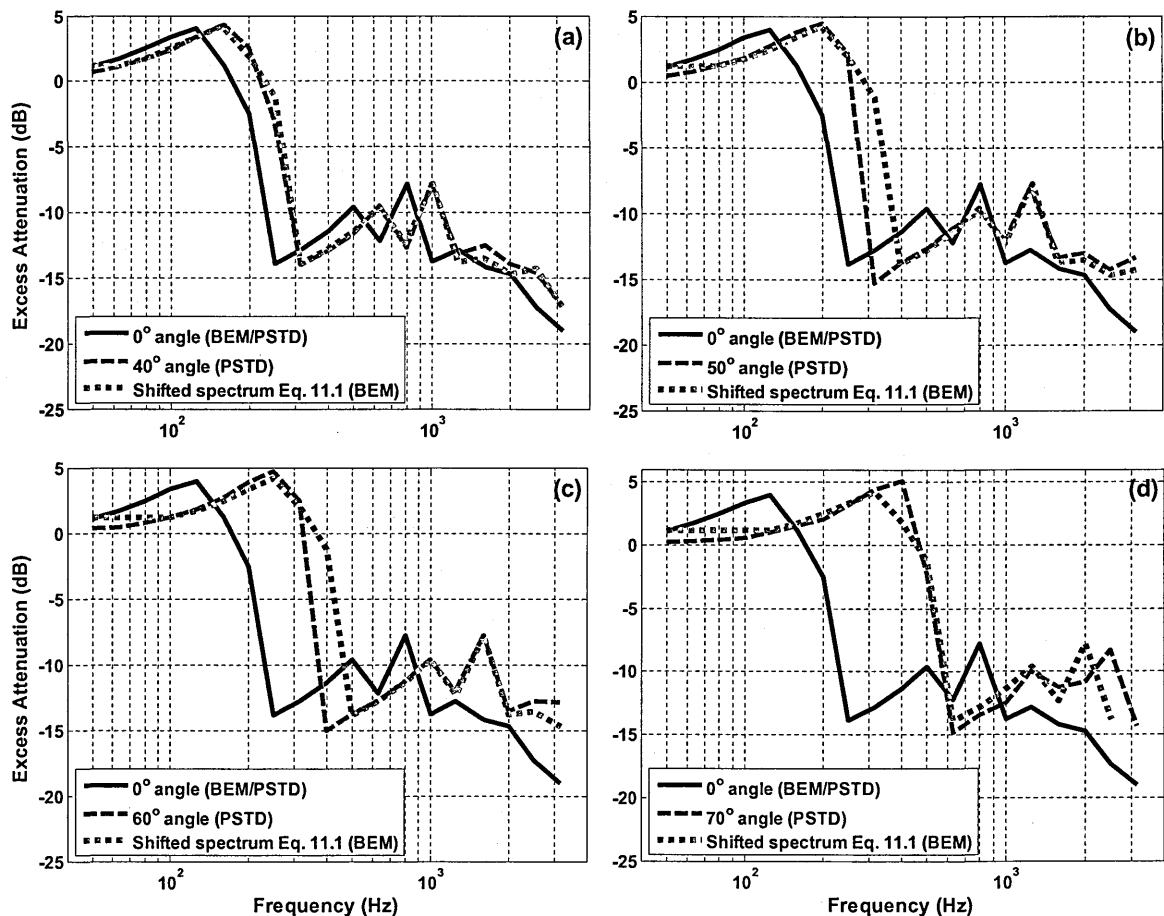 5
0
-5
-10
-15
-20
-25
Excess Attenuation (dB)
(a)
0° angle (BEM/PSTD)
40° angle (PSTD)
Shifted spectrum Eq. 11.1 (BEM)
10²
10³
5
0
-5
-10
-15
-20
-25
(b)
0° angle (BEM/PSTD)
50° angle (PSTD)
Shifted spectrum Eq. 11.1 (BEM)
10²
10³
5
0
-5
-10
-15
-20
-25
Excess Attenuation (dB)
(c)
0° angle (BEM/PSTD)
60° angle (PSTD)
Shifted spectrum Eq. 11.1 (BEM)
10²
10³
Frequency (Hz)
5
0
-5
-10
-15
-20
-25
(d)
0° angle (BEM/PSTD)
70° angle (PSTD)
Shifted spectrum Eq. 11.1 (BEM)
10²
10³
Frequency (Hz)